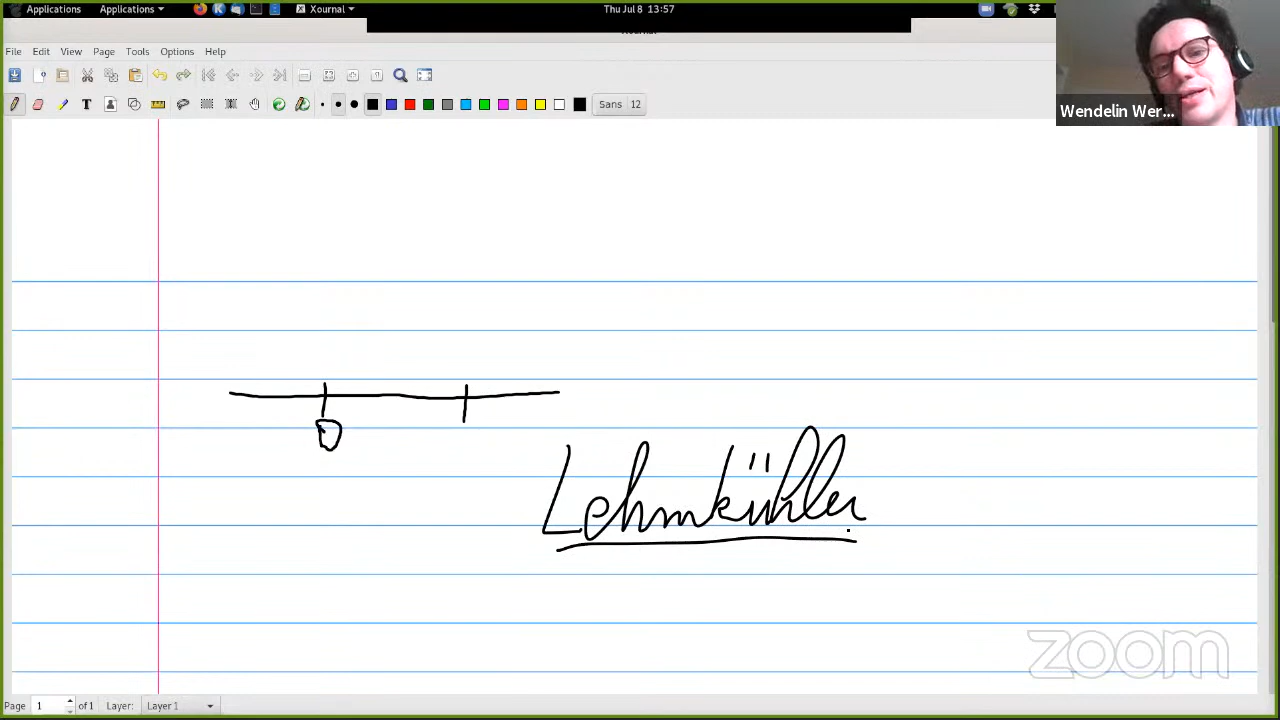 Applications Applications Xournal Thu Jul 8 13:57
File Edit View Page Tools Options Help
Sans 12
Wendelin Wer...
0
Lehmkühler
zoom
Page 1 of 1 Layer: Layer 1